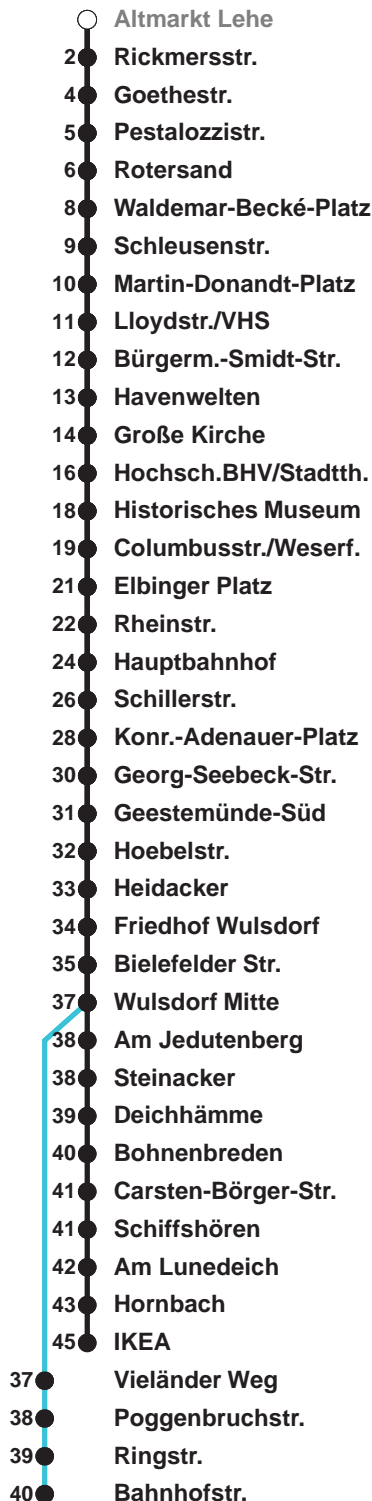 Altmarkt Lehe
2 Rickmersstr.
4 Goethestr.
5 Pestalozzistr.
6 Rotersand
8 Waldemar-Becké-Platz
9 Schleusenstr.
10 Martin-Donandt-Platz
11 Lloydstr./VHS
12 Bürgerm.-Smidt-Str.
13 Havenwelten
14 Große Kirche
16 Hochsch.BHV/Stadtth.
18 Historisches Museum
19 Columbusstr./Weserf.
21 Elbinger Platz
22 Rheinstr.
24 Hauptbahnhof
26 Schillerstr.
28 Konr.-Adenauer-Platz
30 Georg-Seebeck-Str.
31 Geestemünde-Süd
32 Hoebelstr.
33 Heidacker
34 Friedhof Wulsdorf
35 Bielefelder Str.
37 Wulsdorf Mitte
38 Am Jedutenberg
38 Steinacker
39 Deichhämme
40 Bohnenbreden
41 Carsten-Börger-Str.
41 Schiffshören
42 Am Lunedeich
43 Hornbach
45 IKEA
37 Vieländer Weg
38 Poggenbruchstr.
39 Ringstr.
40 Bahnhofstr.